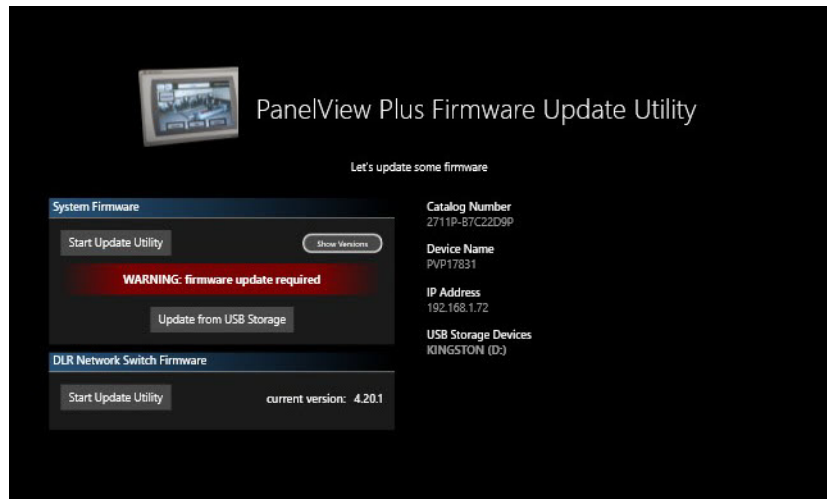 PanelView Plus Firmware Update Utility
Let's update some firmware
System Firmware
Start Update Utility
Show Versions
WARNING: firmware update required
Update from USB Storage
DLR Network Switch Firmware
Start Update Utility
current version: 4.20.1
Catalog Number
2711P-B7C22D9P
Device Name
PVP17831
IP Address
192.168.1.72
USB Storage Devices
KINGSTON (D:)